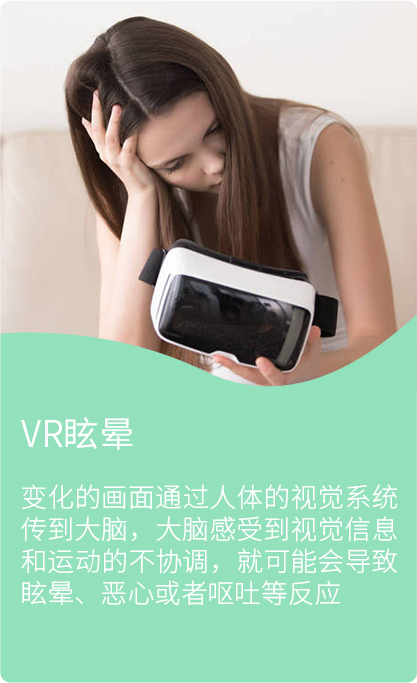 VR眩晕
变化的画面通过人体的视觉系统
传到大脑，大脑感受到视觉信息
和运动的不协调，就可能会导致
眩晕、恶心或者呕吐等反应